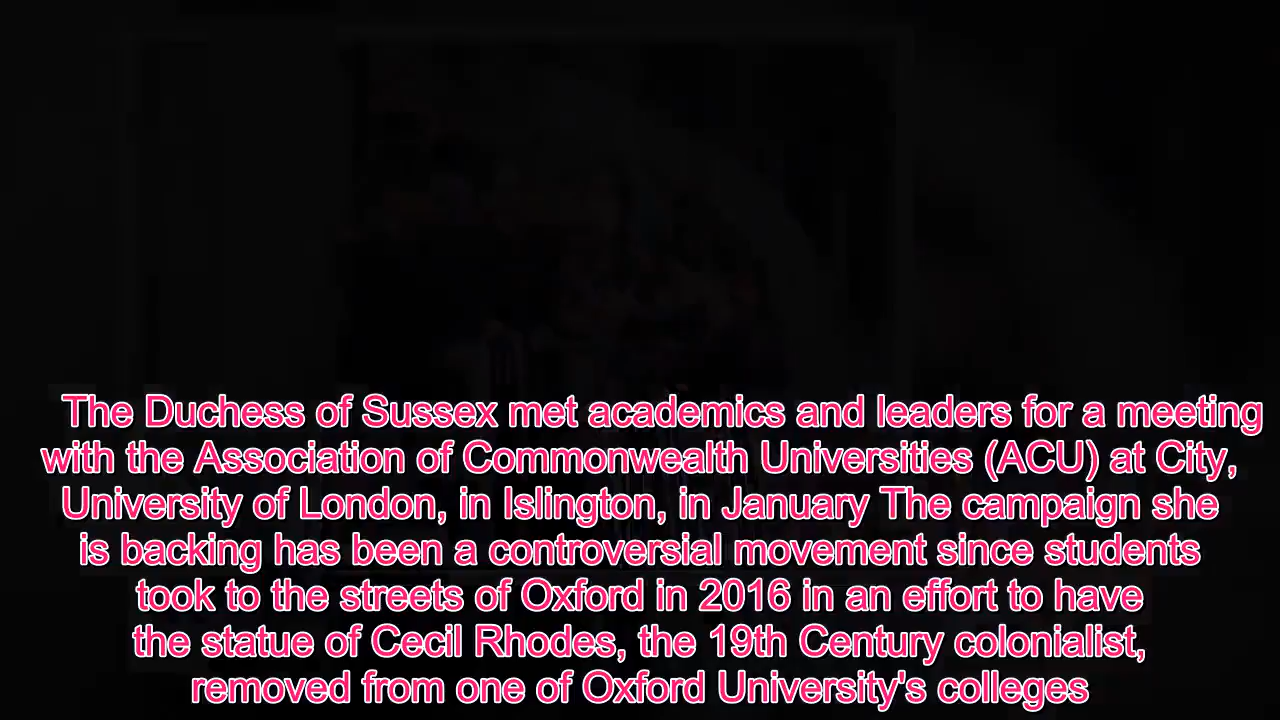 The Duchess of Sussex met academics and leaders for a meeting
with the Association of Commonwealth Universities (ACU) at City,
University of London, in Islington, in January The campaign she
is backing has been a controversial movement since students
took to the streets of Oxford in 2016 in an effort to have
the statue of Cecil Rhodes, the 19th Century colonialist,
removed from one of Oxford University's colleges